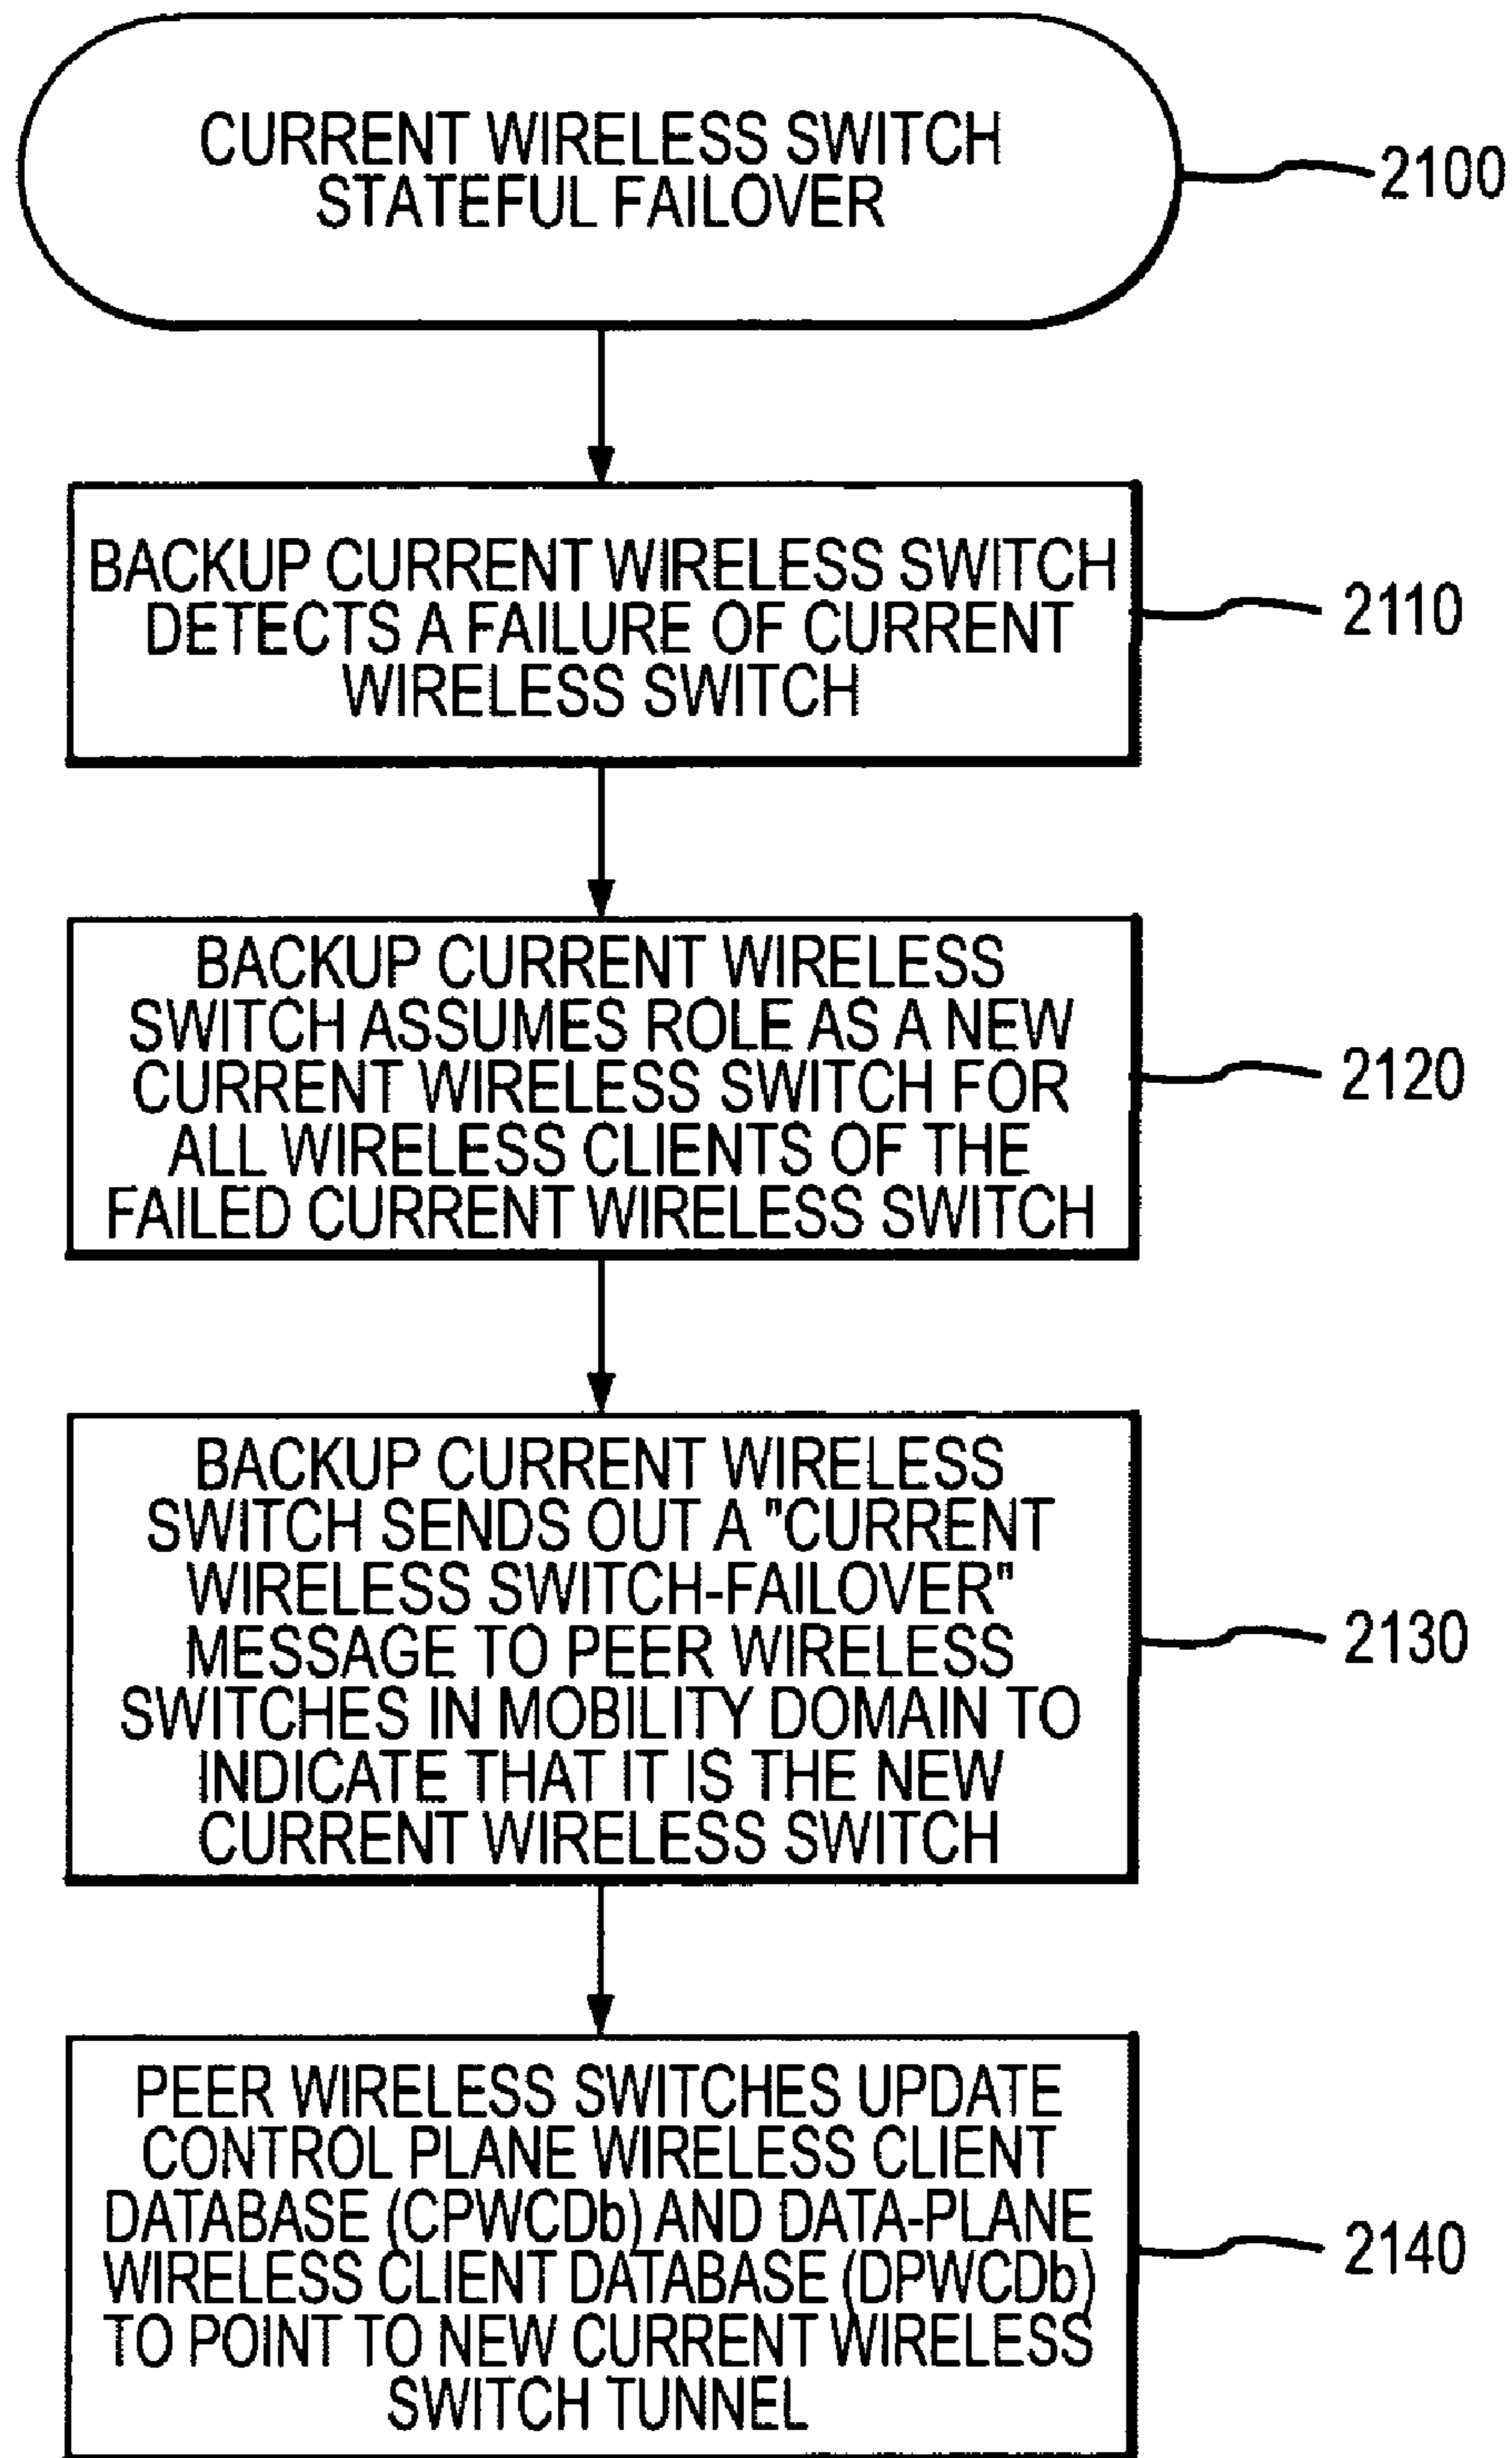 CURRENT WIRELESS SWITCH
STATEFUL FAILOVER
2100
BACKUP CURRENT WIRELESS SWITCH
DETECTS A FAILURE OF CURRENT
WIRELESS SWITCH
2110
BACKUP CURRENT WIRELESS
SWITCH ASSUMES ROLE AS A NEW
CURRENT WIRELESS SWITCH FOR
ALL WIRELESS CLIENTS OF THE
FAILED CURRENT WIRELESS SWITCH
2120
BACKUP CURRENT WIRELESS
SWITCH SENDS OUT A "CURRENT
WIRELESS SWITCH-FAILOVER"
MESSAGE TO PEER WIRELESS
SWITCHES IN MOBILITY DOMAIN TO
INDICATE THAT IT IS THE NEW
CURRENT WIRELESS SWITCH
2130
PEER WIRELESS SWITCHES UPDATE
CONTROL PLANE WIRELESS CLIENT
DATABASE (CPWCDb) AND DATA-PLANE
WIRELESS CLIENT DATABASE (DPWCDb)
TO POINT TO NEW CURRENT WIRELESS
SWITCH TUNNEL
2140